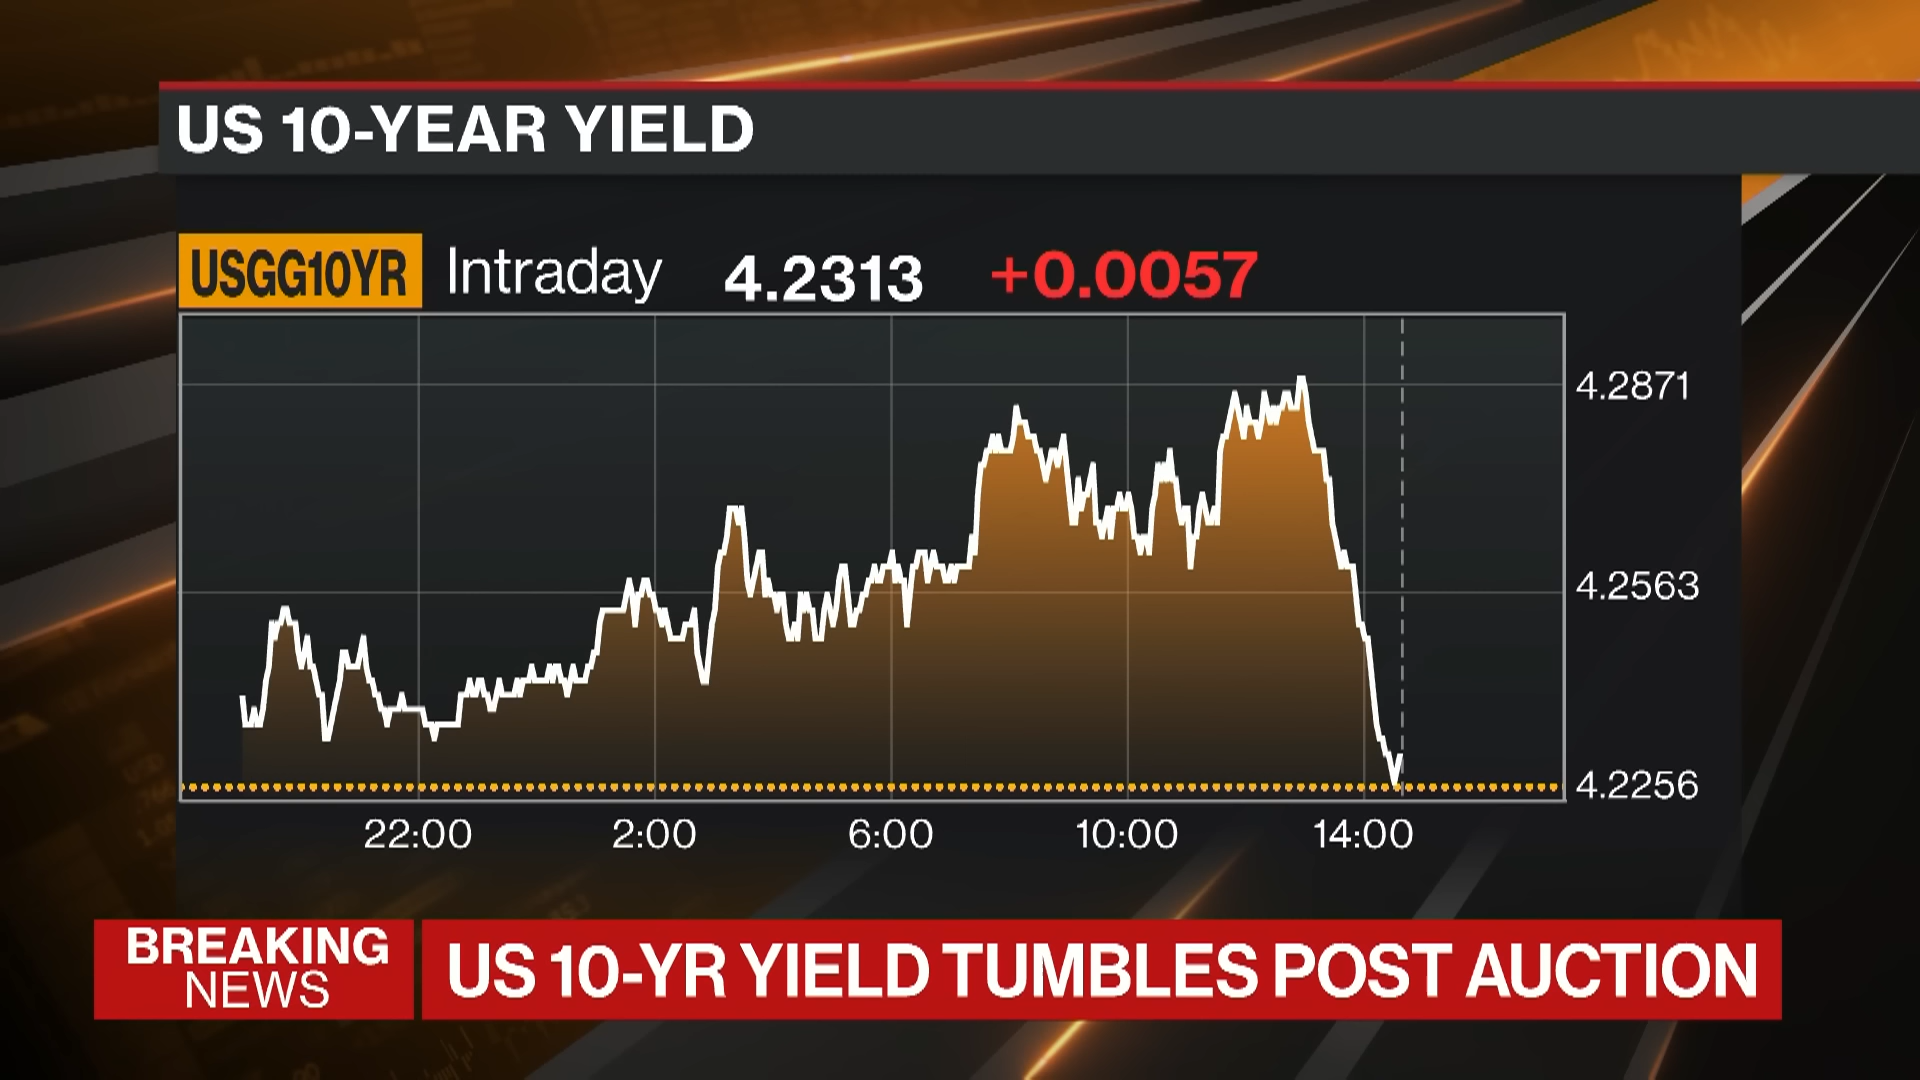 US 10-YEAR YIELD
USGG10YR Intraday 4.2313 +0.0057
4.2871
4.2563
4.2256
22:00 2:00 6:00 10:00 14:00
BREAKING
NEWS
US 10-YR YIELD TUMBLES POST AUCTION